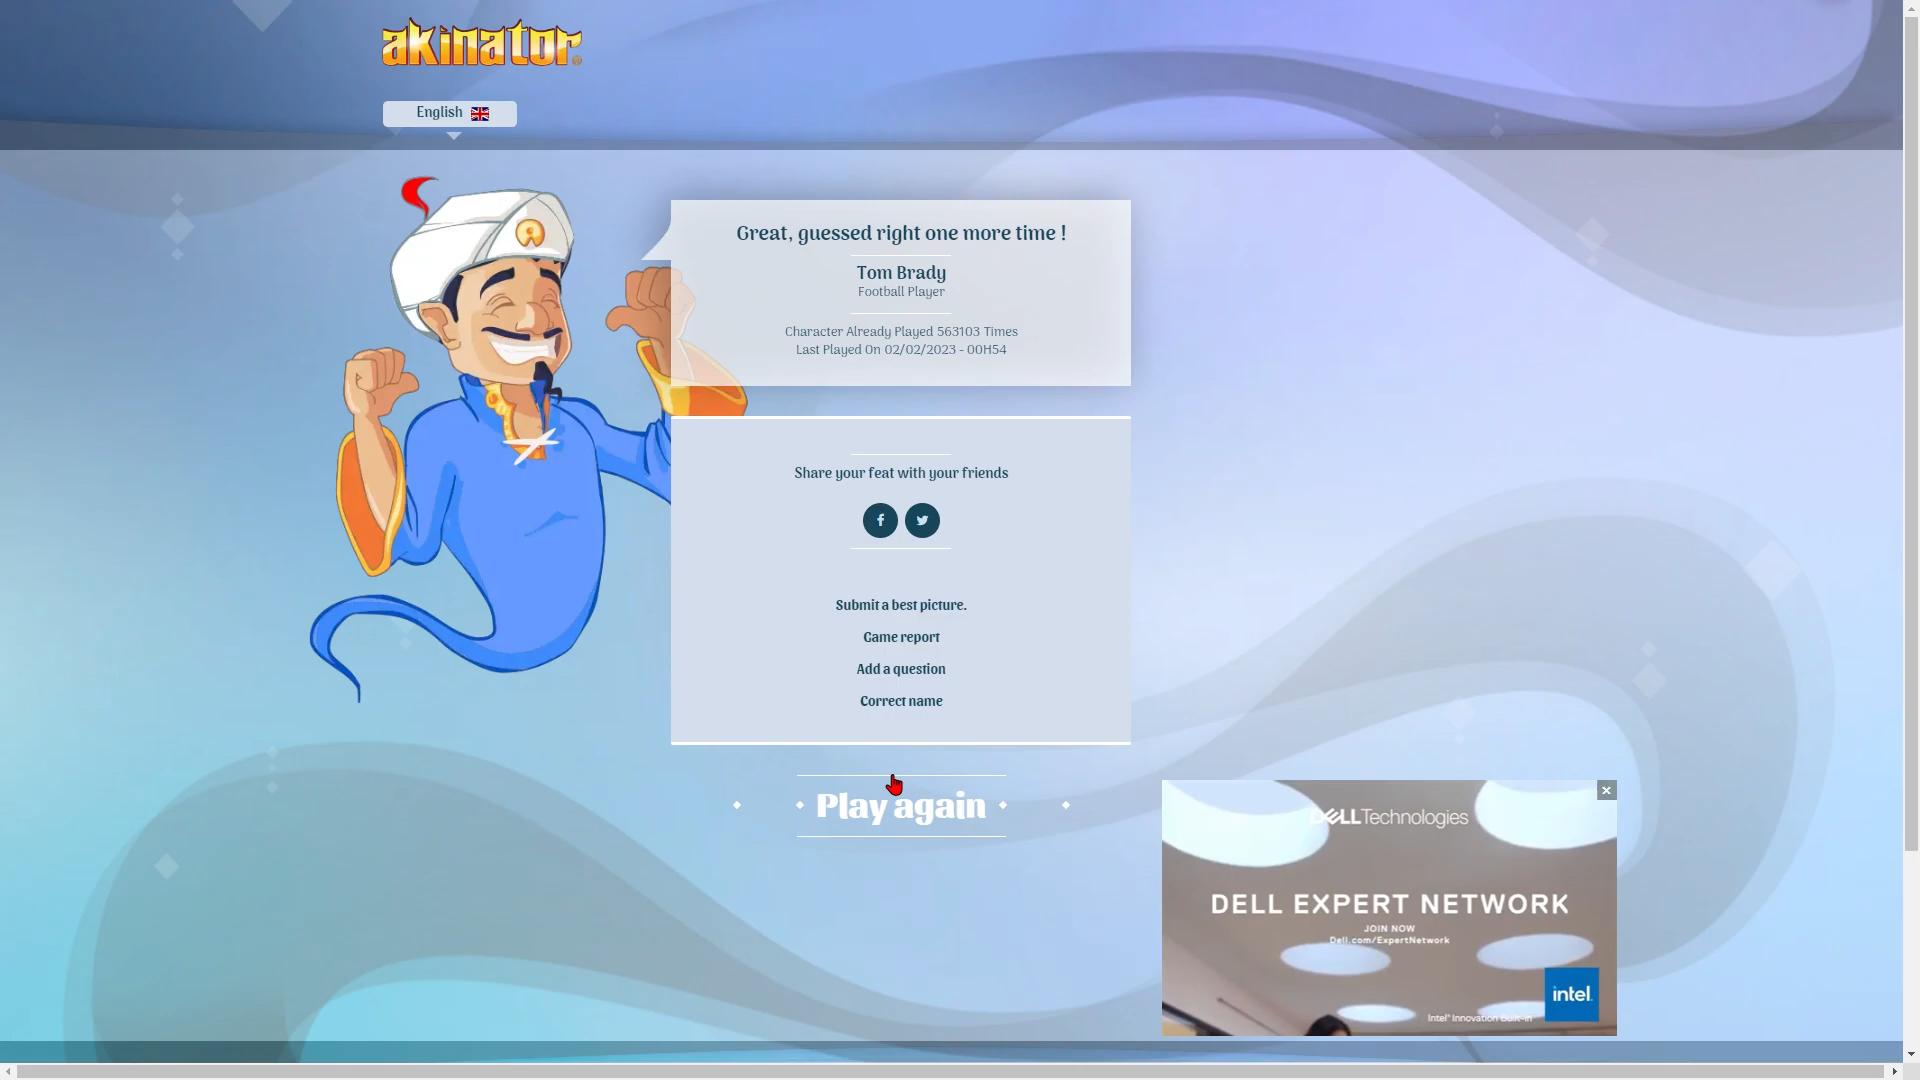 akinator®
English
Great, guessed right one more time !
Tom Brady
Football Player
Character Already Played 563103 Times
Last Played On 02/02/2023 - 00H54
Share your feat with your friends
Submit a best picture.
Game report
Add a question
Correct name
Play again
DELLTechnologies
DELL EXPERT NETWORK
JOIN NOW
Dell.com/ExpertNetwork
intel.
Intel® Innovation Built-in